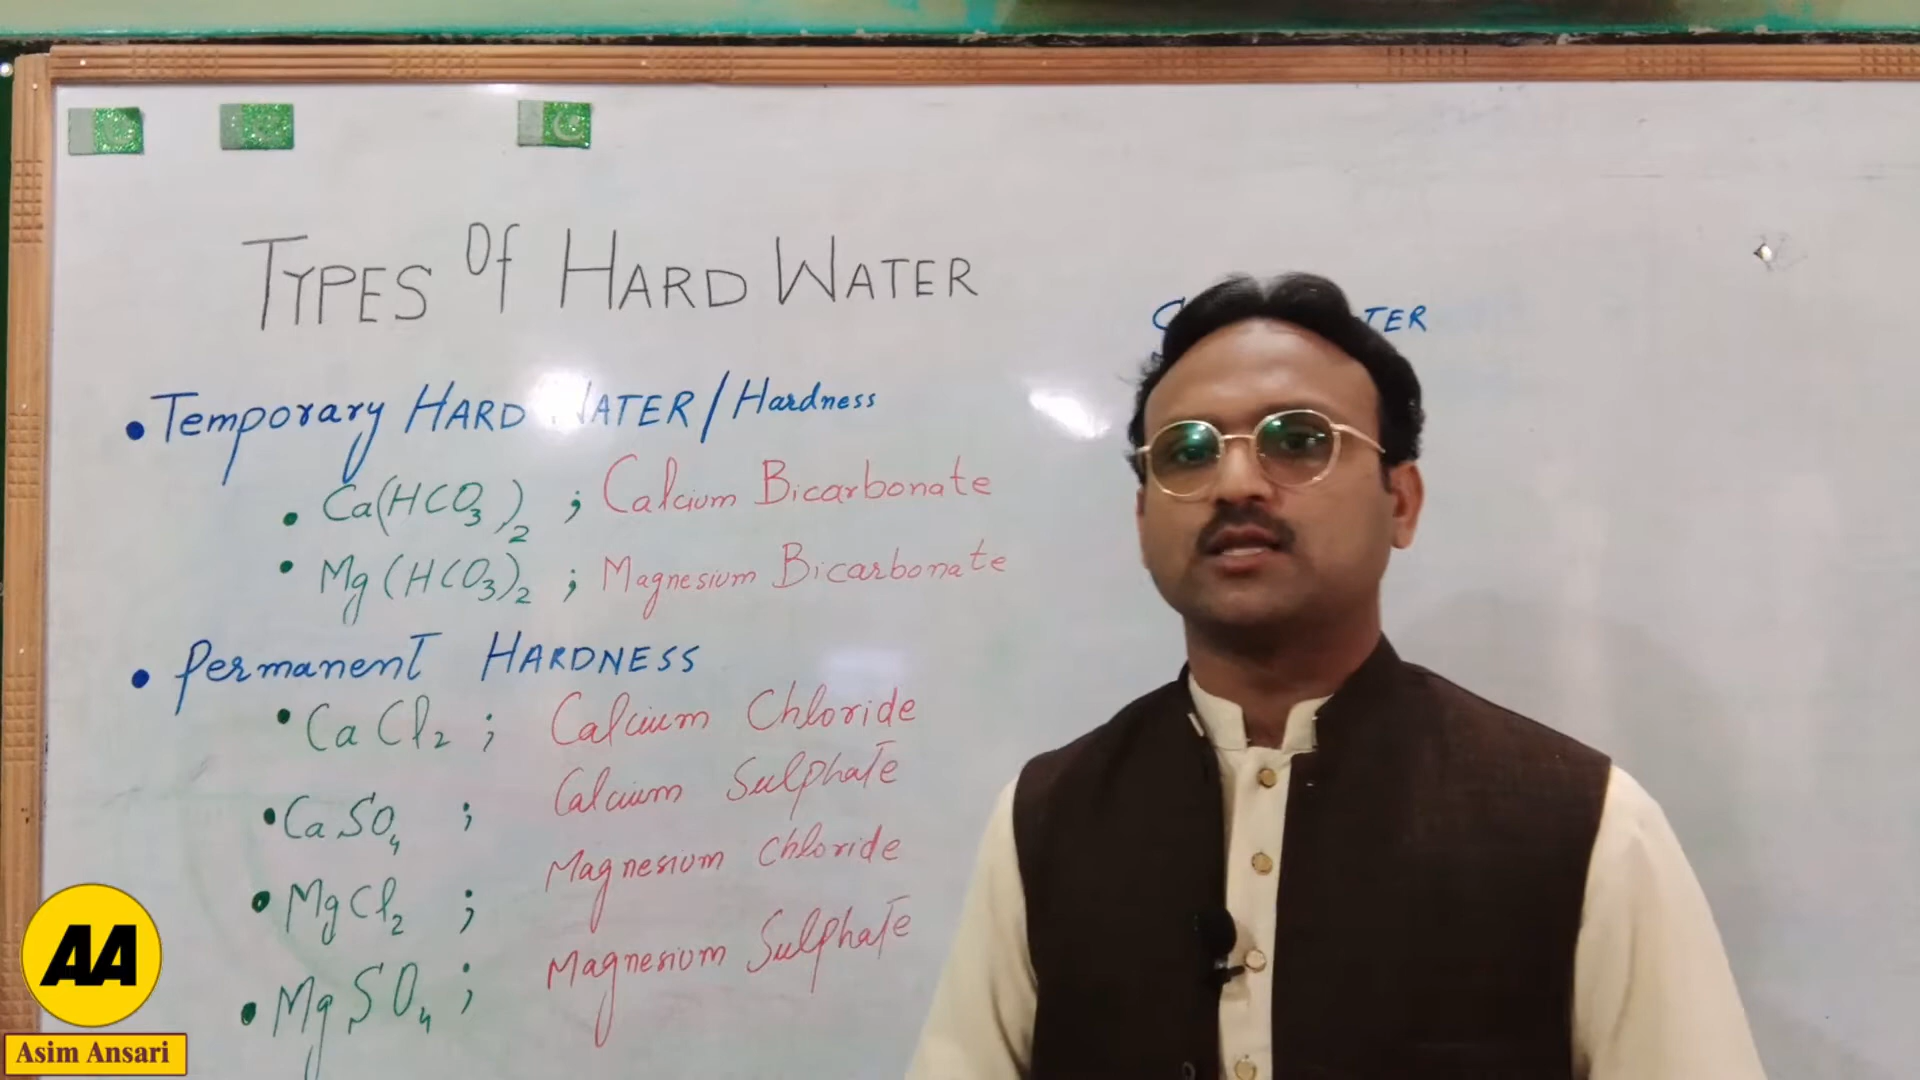 TYPES Of HARD WATER
TER
• Temporary HARD WATER/Hardness
• Ca(HCO3)2 ; Calcium Bicarbonate
• Mg(HCO3)2 ; Magnesium Bicarbonate
• Permanent HARDNESS
• CaCl2 ; Calcium Chloride
• CaSO4 ; Calcium Sulphate
• MgCl2 ; Magnesium Chloride
• MgSO4 ; Magnesium Sulphate
AA
Asim Ansari